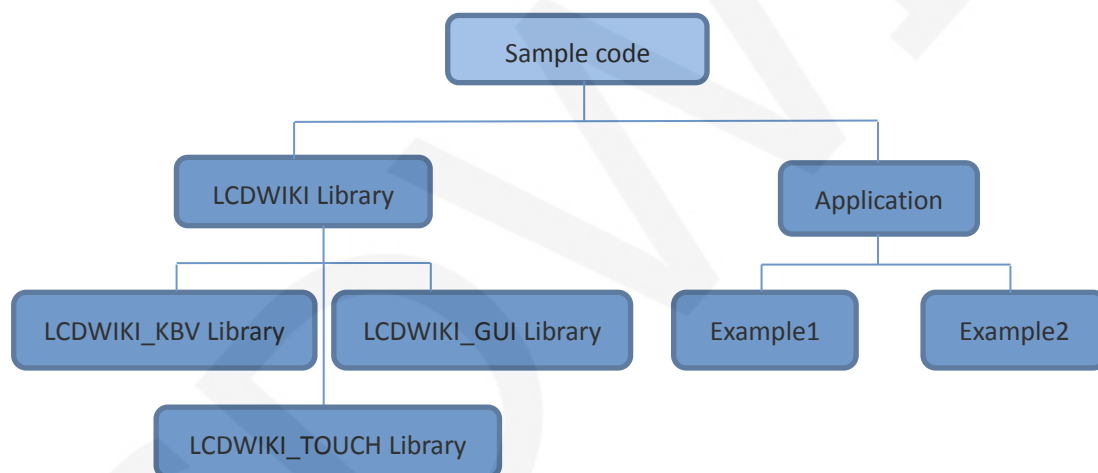 Sample code
LCDWIKI Library
Application
LCDWIKI_KBV Library
LCDWIKI_GUI Library
Example1
Example2
LCDWIKI_TOUCH Library